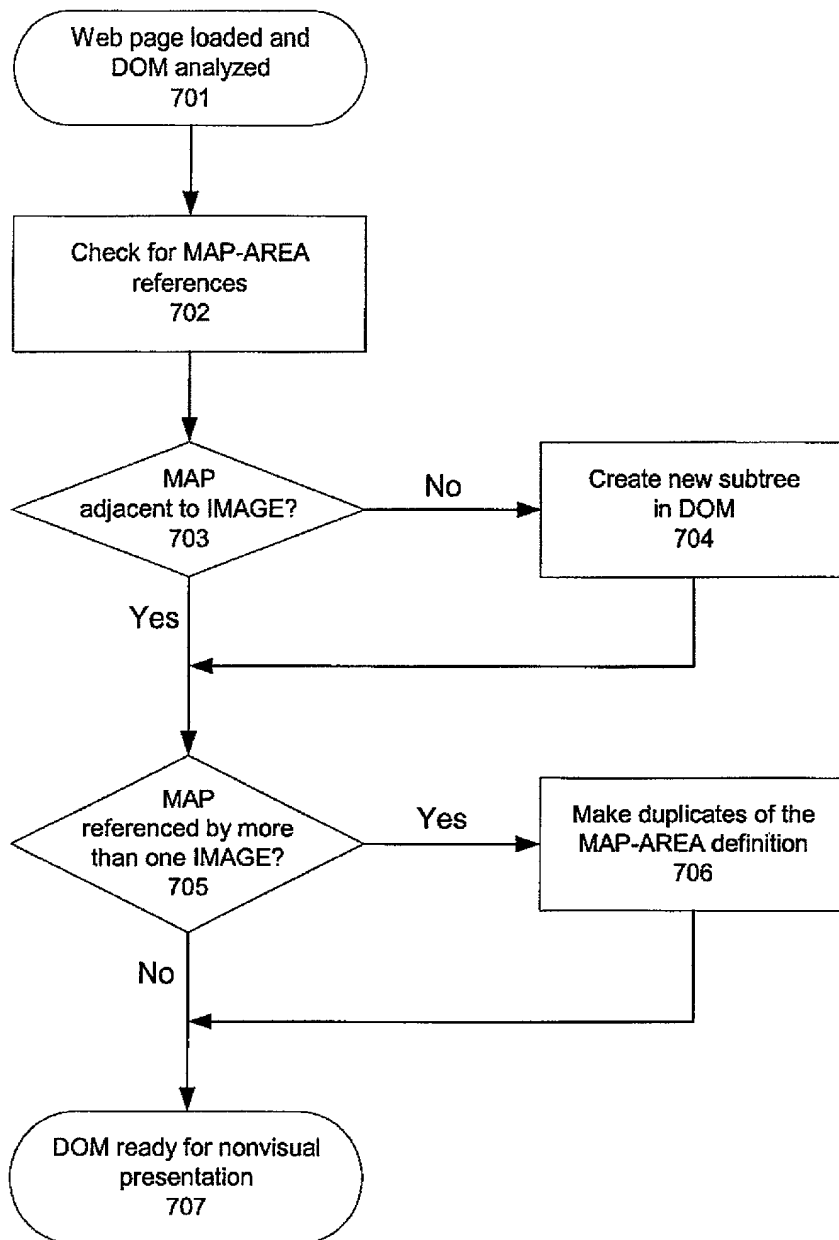 Web page loaded and
DOM analyzed
701
Check for MAP-AREA
references
702
MAP
adjacent to IMAGE?
703
No
Create new subtree
in DOM
704
Yes
MAP
referenced by more
than one IMAGE?
705
Yes
Make duplicates of the
MAP-AREA definition
706
No
DOM ready for nonvisual
presentation
707